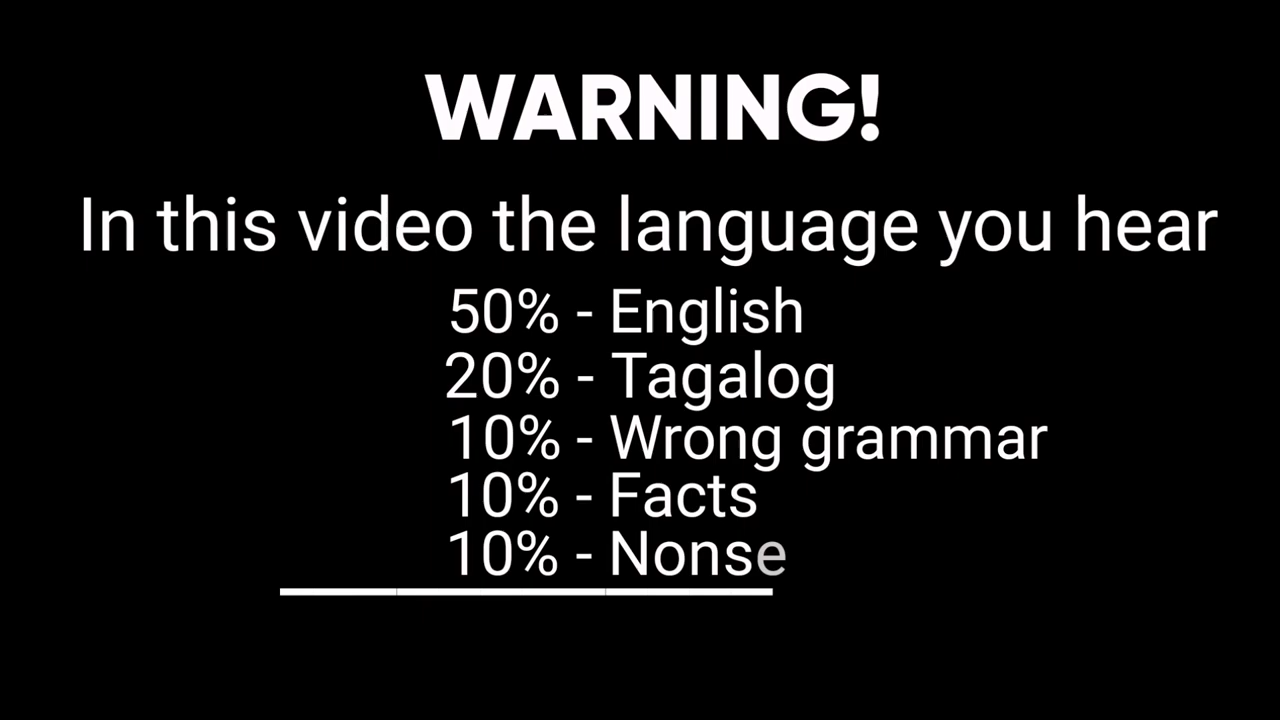 WARNING!
In this video the language you hear
50% - English
20% - Tagalog
10% - Wrong grammar
10% - Facts
10% - Nonse